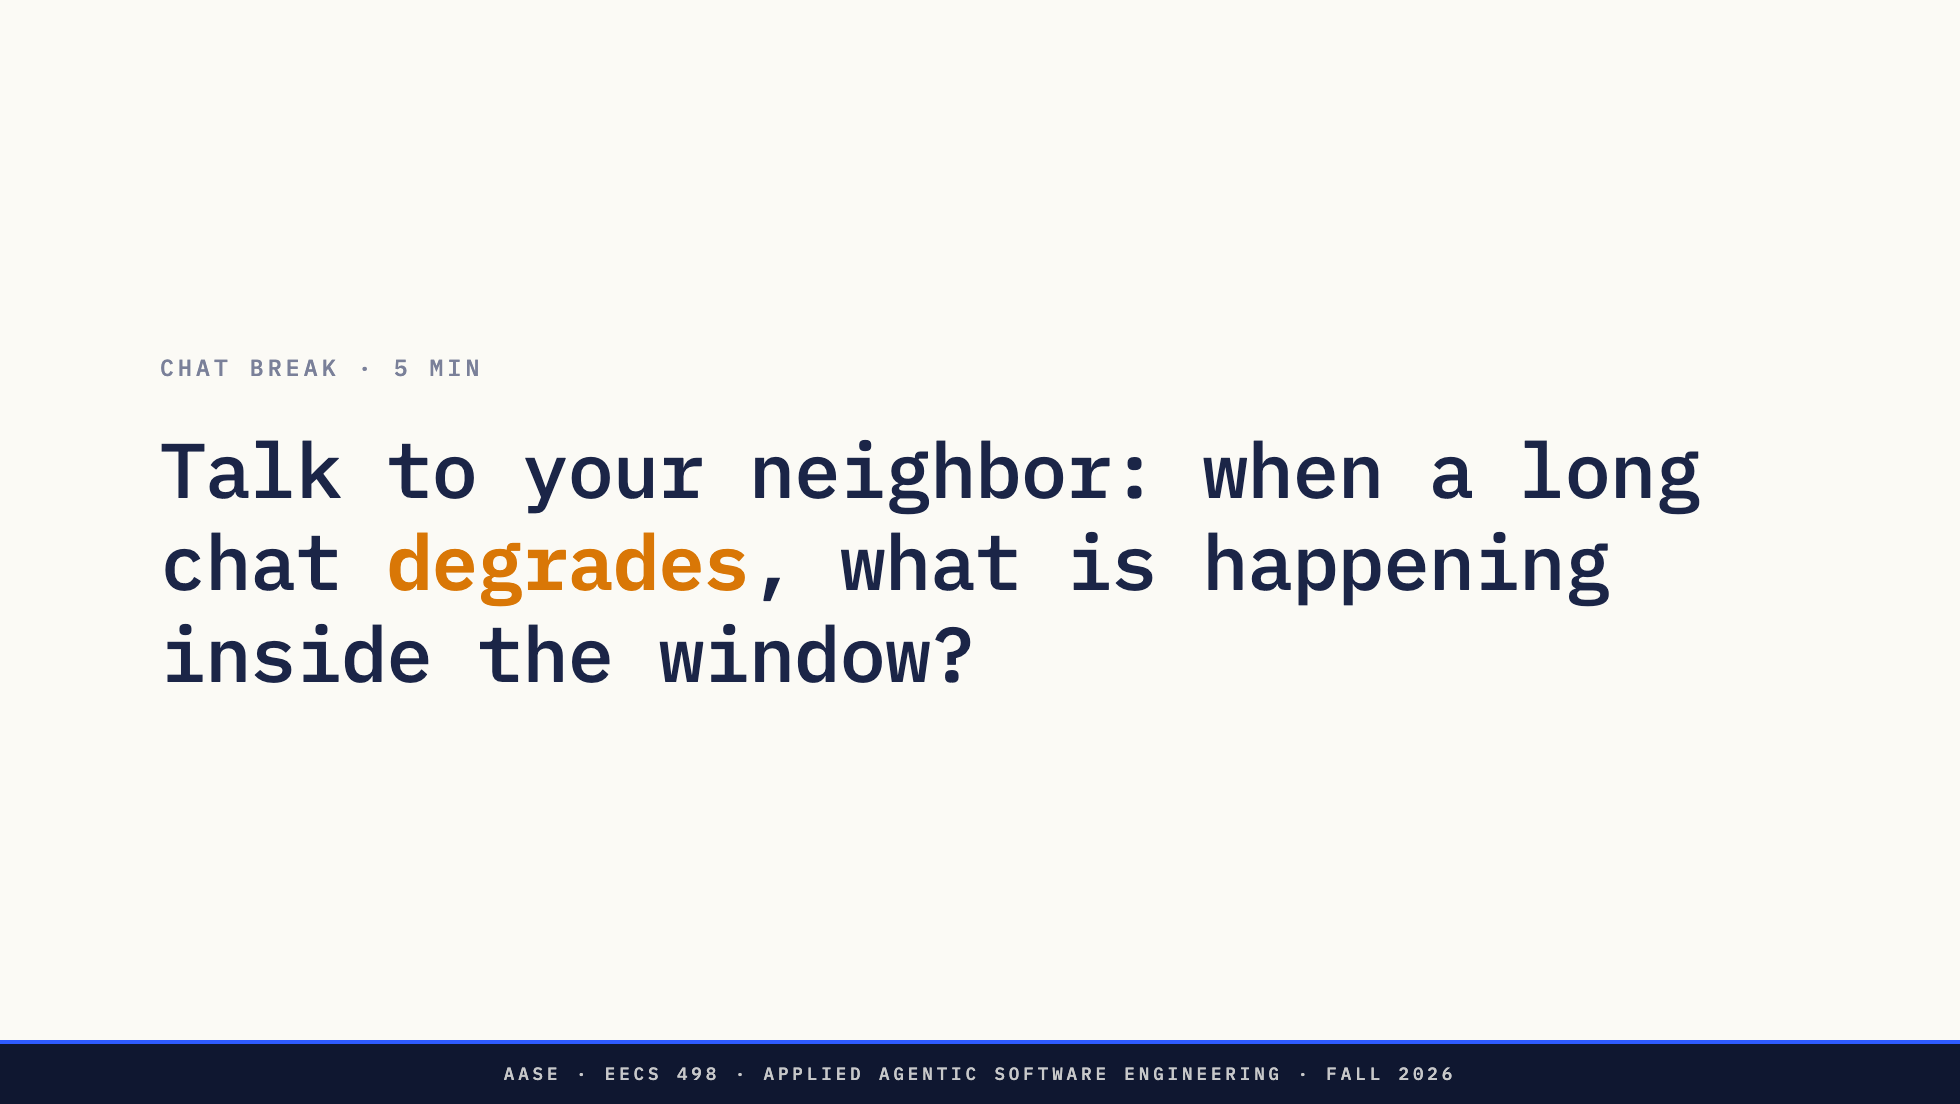 CHAT BREAK · 5 MIN
Talk to your neighbor: when a long
chat degrades, what is happening
inside the window?
AASE · EECS 498 · APPLIED AGENTIC SOFTWARE ENGINEERING · FALL 2026